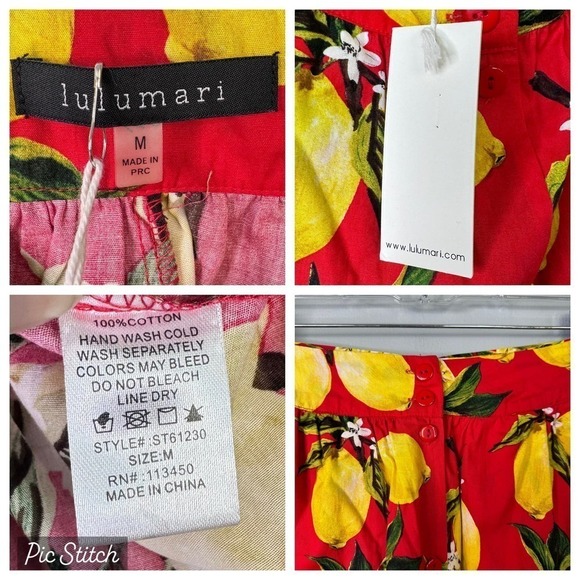 lulumari
M
MADE IN
PRC
www.lulumari.com
100%COTTON
HAND WASH COLD
WASH SEPARATELY
COLORS MAY BLEED
DO NOT BLEACH
LINE DRY
STYLE#:ST61230
SIZE:M
RN#:113450
MADE IN CHINA
Pic Stitch